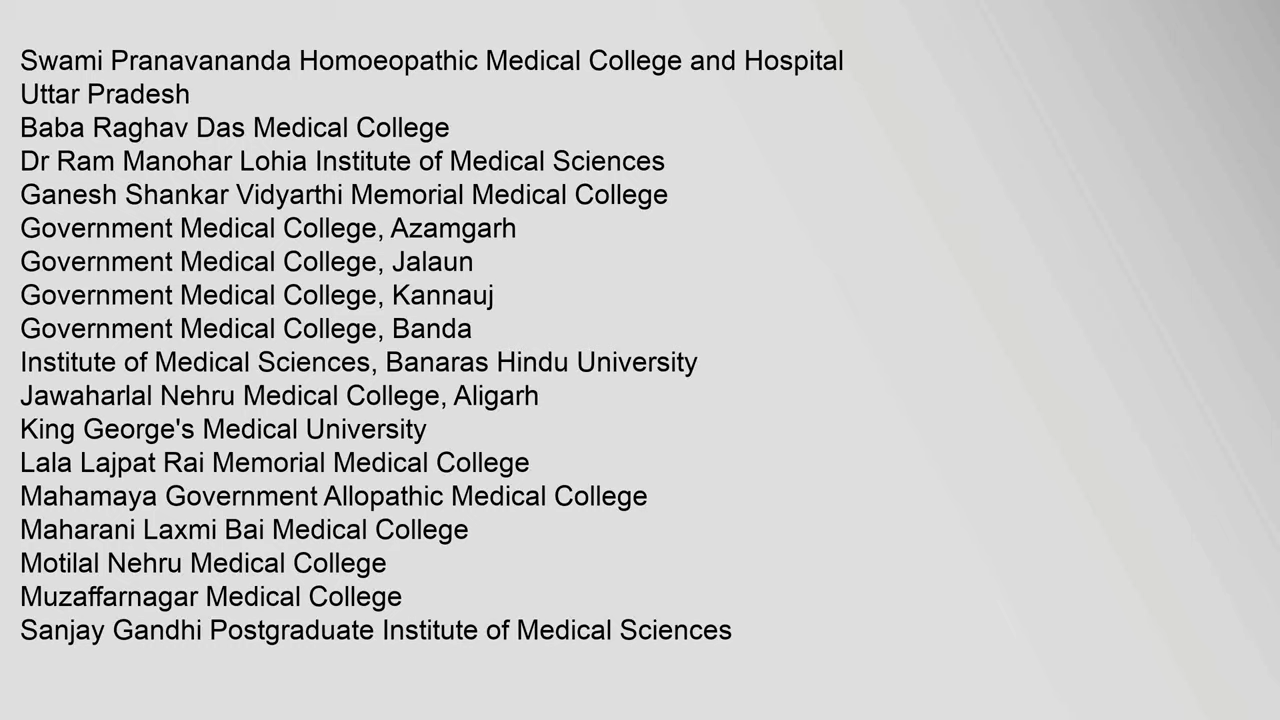 Swami Pranavananda Homoeopathic Medical College and Hospital
Uttar Pradesh
Baba Raghav Das Medical College
Dr Ram Manohar Lohia Institute of Medical Sciences
Ganesh Shankar Vidyarthi Memorial Medical College
Government Medical College, Azamgarh
Government Medical College, Jalaun
Government Medical College, Kannauj
Government Medical College, Banda
Institute of Medical Sciences, Banaras Hindu University
Jawaharlal Nehru Medical College, Aligarh
King George's Medical University
Lala Lajpat Rai Memorial Medical College
Mahamaya Government Allopathic Medical College
Maharani Laxmi Bai Medical College
Motilal Nehru Medical College
Muzaffarnagar Medical College
Sanjay Gandhi Postgraduate Institute of Medical Sciences